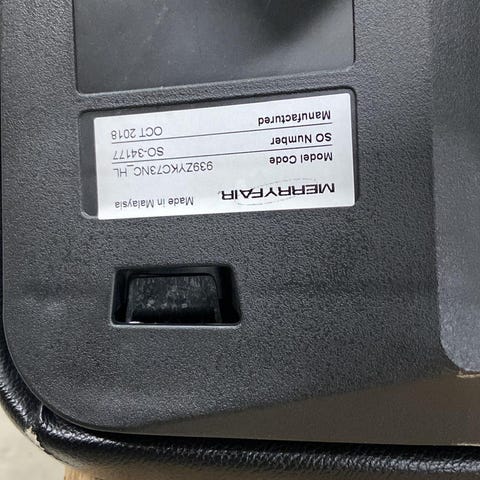 MERRYFAIR Made in Malaysia
Model Code 939ZYKC73NC_HL
SO Number SO-34177
Manufactured OCT 2018